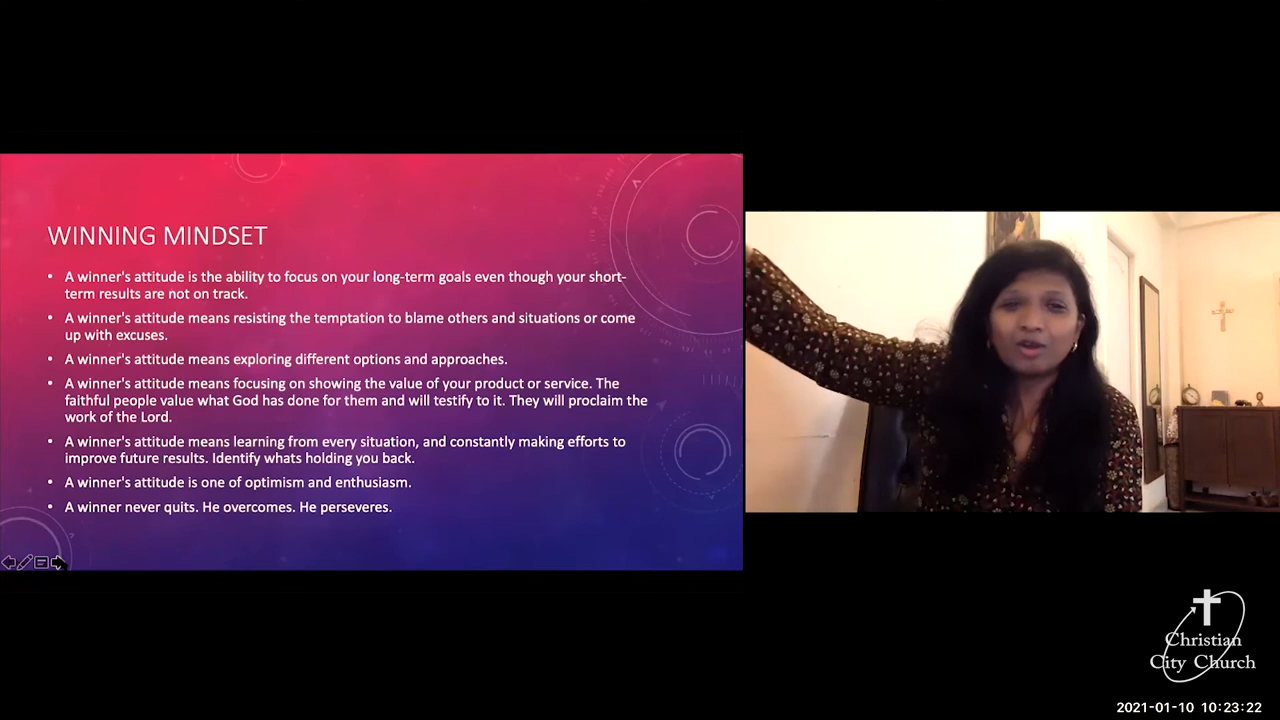 WINNING MINDSET
• A winner's attitude is the ability to focus on your long-term goals even though your short-
term results are not on track.
• A winner's attitude means resisting the temptation to blame others and situations or come
up with excuses.
• A winner's attitude means exploring different options and approaches.
• A winner's attitude means focusing on showing the value of your product or service. The
faithful people value what God has done for them and will testify to it. They will proclaim the
work of the Lord.
• A winner's attitude means learning from every situation, and constantly making efforts to
improve future results. Identify whats holding you back.
• A winner's attitude is one of optimism and enthusiasm.
• A winner never quits. He overcomes. He perseveres.
Christian
City Church
2021-01-10 10:23:22